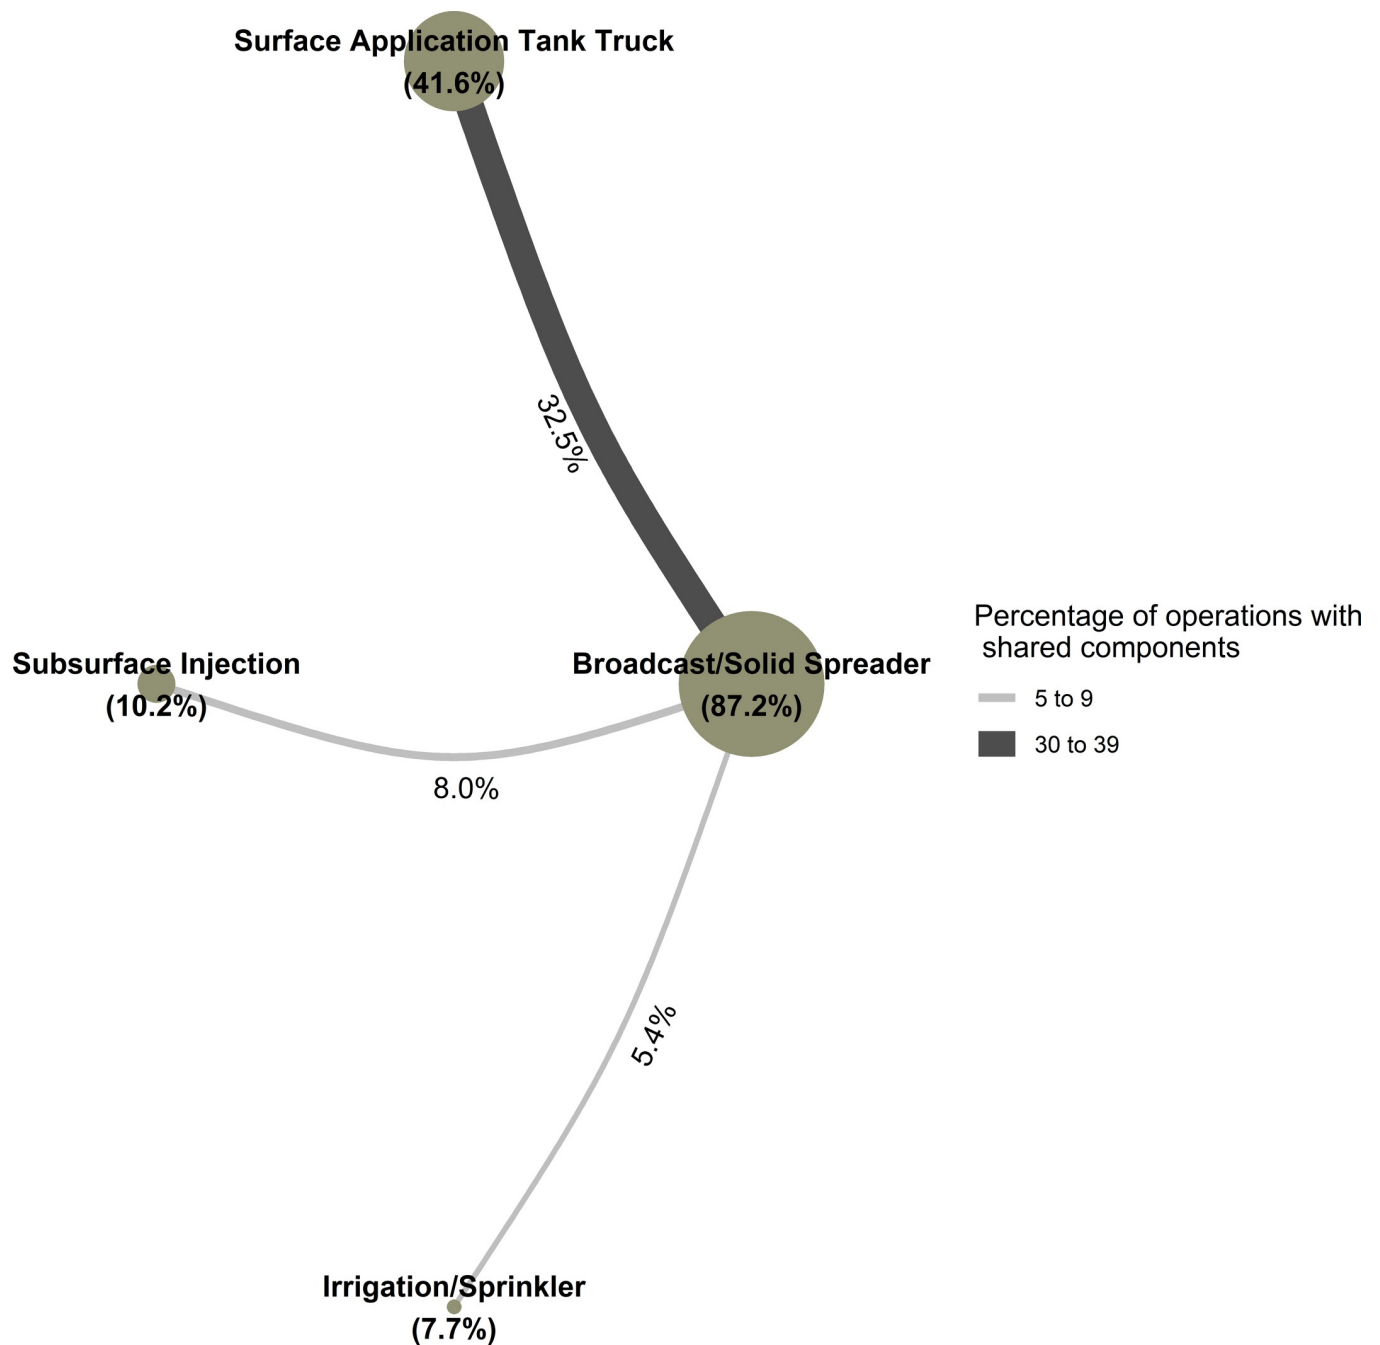 Surface Application Tank Truck
(41.6%)
32.5%
Subsurface Injection
(10.2%)
Broadcast/Solid Spreader
(87.2%)
8.0%
5.4%
Irrigation/Sprinkler
(7.7%)
Percentage of operations with
shared components
5 to 9
30 to 39